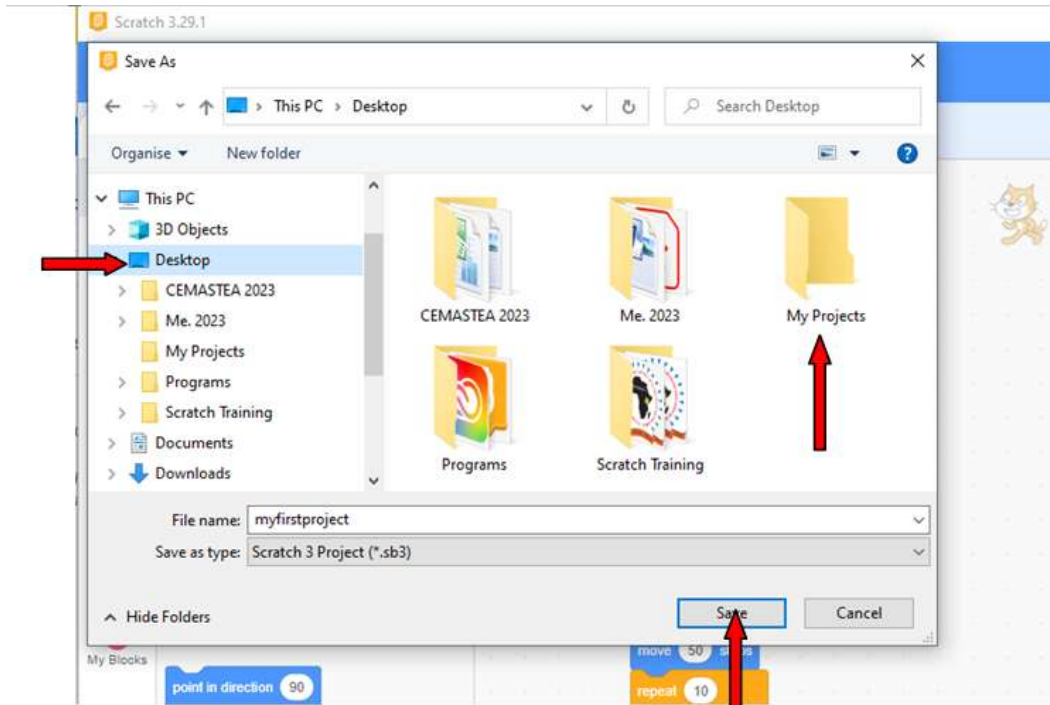 Scratch 3.29.1
Save As
This PC > Desktop
Search Desktop
Organise
New folder
This PC
3D Objects
Desktop
CEMASTEA 2023
Me. 2023
My Projects
Programs
Scratch Training
Documents
Downloads
CEMASTEA 2023
Me. 2023
My Projects
Programs
Scratch Training
File name: myfirstproject
Save as type: Scratch 3 Project (*.sb3)
Hide Folders
Save
Cancel
My Blocks
point in direction 90
move 50 steps
repeat 10